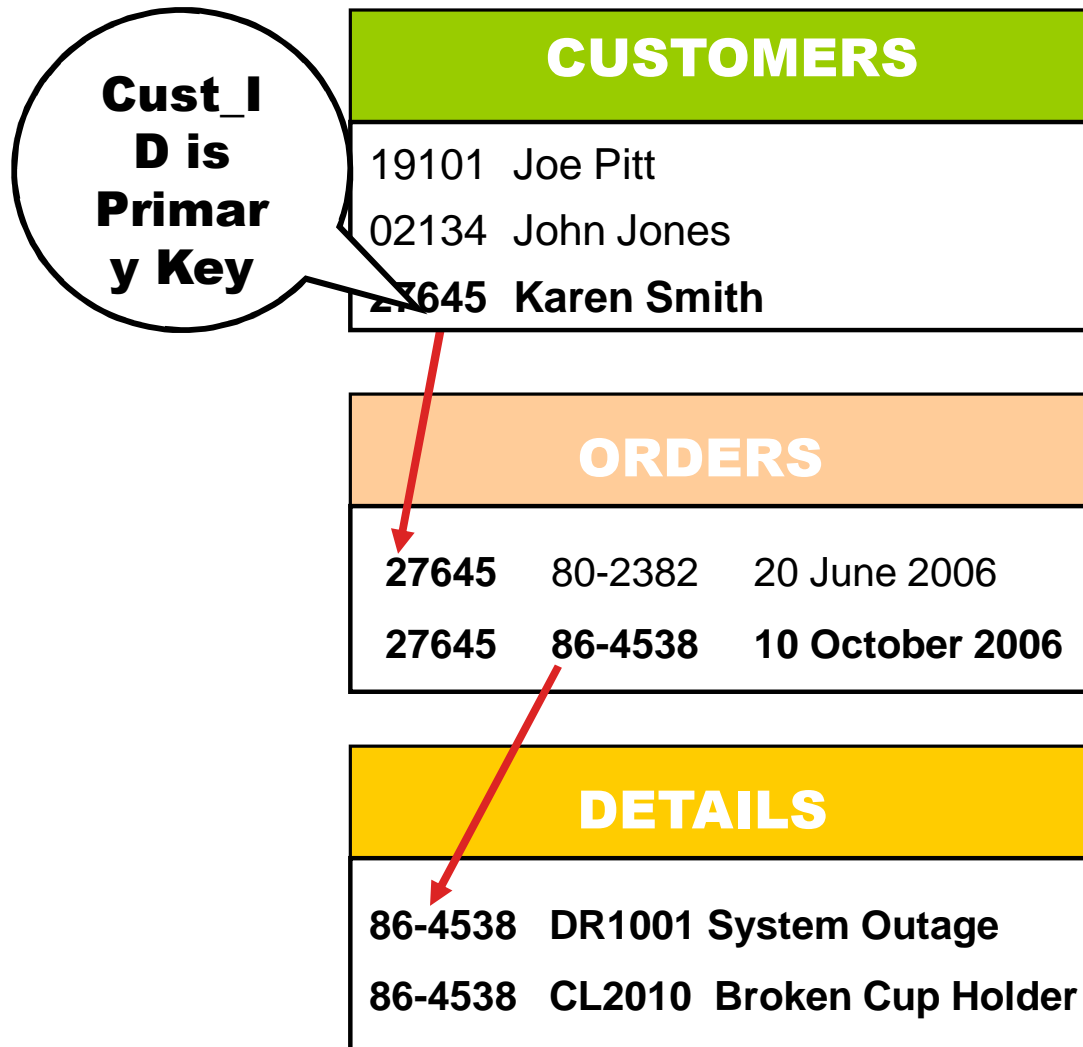 Cust_I
D is
Primar
y Key
CUSTOMERS
19101 Joe Pitt
02134 John Jones
27645 Karen Smith
ORDERS
27645 80-2382 20 June 2006
27645 86-4538 10 October 2006
DETAILS
86-4538 DR1001 System Outage
86-4538 CL2010 Broken Cup Holder